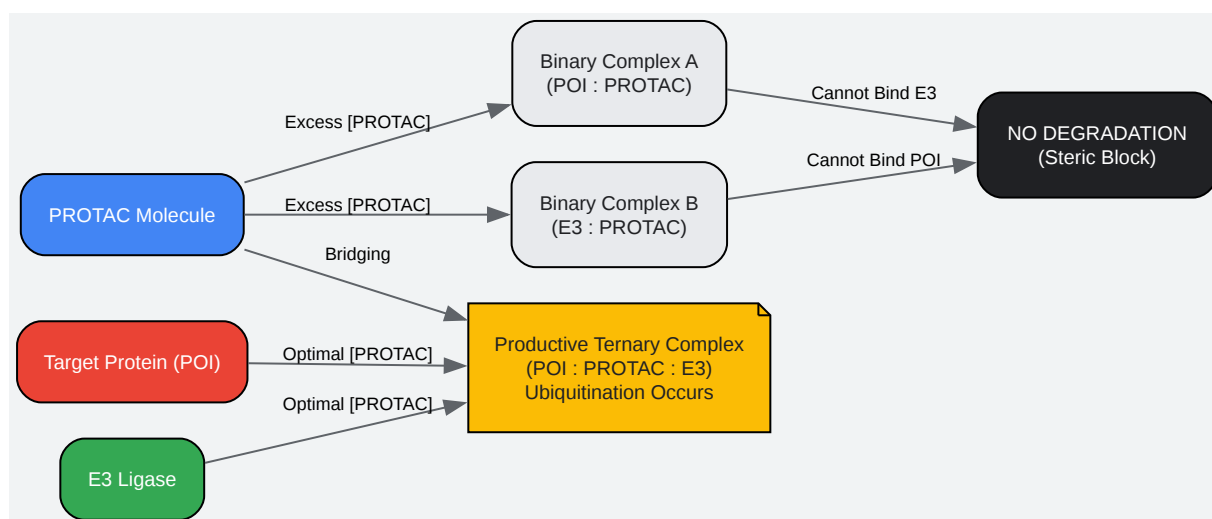 Binary Complex A
(POI : PROTAC)
Cannot Bind E3
Excess [PROTAC]
NO DEGRADATION
(Steric Block)
Cannot Bind POI
PROTAC Molecule
Excess [PROTAC]
Binary Complex B
(E3 : PROTAC)
Bridging
Target Protein (POI)
Optimal [PROTAC]
Productive Ternary Complex
(POI : PROTAC : E3)
Ubiquitination Occurs
Optimal [PROTAC]
E3 Ligase